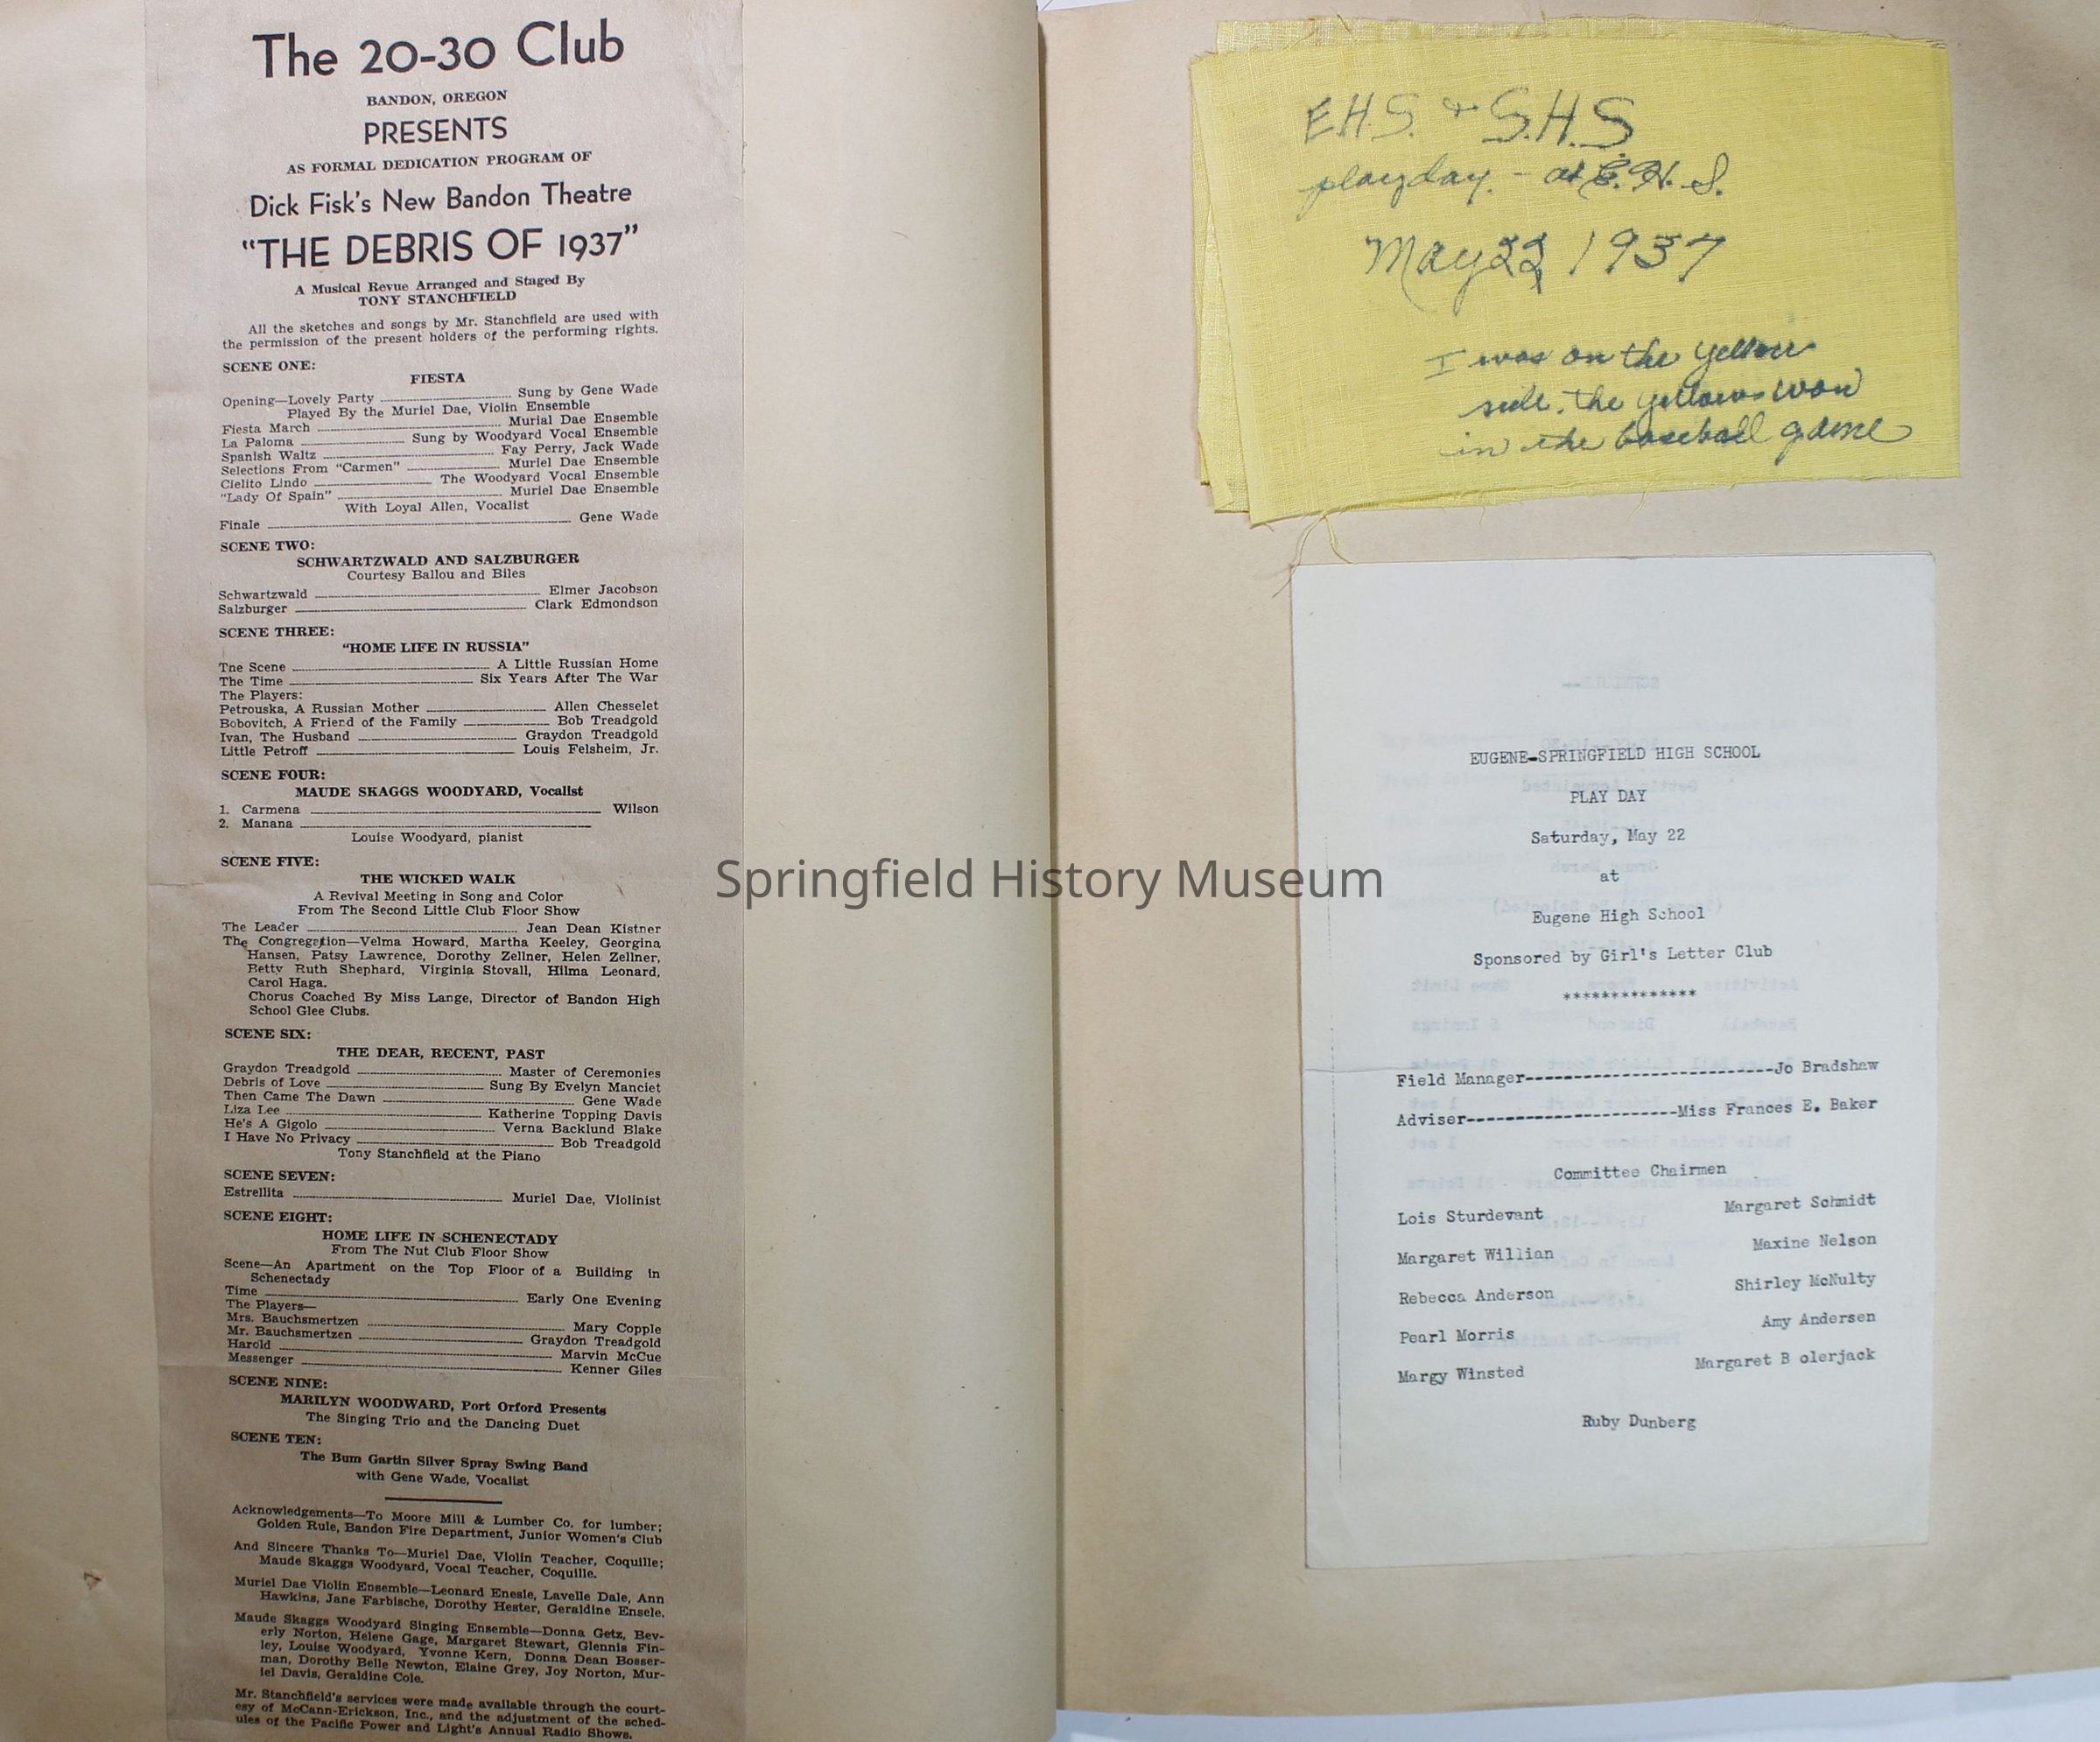 The 20-30 Club
BANDON, OREGON
PRESENTS
AS FORMAL DEDICATION PROGRAM OF
Dick Fisk's New Bandon Theatre
"THE DEBRIS OF 1937"
A Musical Revue Arranged and Staged By
TONY STANCHFIELD
All the sketches and songs by Mr. Stanchfield are used with
the permission of the present holders of the performing rights.
SCENE ONE:
FIESTA
Opening—Lovely Party Sung by Gene Wade
Played By the Muriel Dae, Violin Ensemble
Fiesta March Murial Dae Ensemble
La Paloma Sung by Woodyard Vocal Ensemble
Spanish Waltz Fay Perry, Jack Wade
Selections From "Carmen" Muriel Dae Ensemble
Cielito Lindo The Woodyard Vocal Ensemble
"Lady Of Spain" Muriel Dae Ensemble
With Loyal Allen, Vocalist
Finale Gene Wade
SCENE TWO:
SCHWARTZWALD AND SALZBURGER
Courtesy Ballou and Biles
Schwartzwald Elmer Jacobson
Salzburger Clark Edmondson
SCENE THREE:
"HOME LIFE IN RUSSIA"
Tne Scene A Little Russian Home
The Time Six Years After The War
The Players:
Petrouska, A Russian Mother Allen Chesselet
Bobovitch, A Friend of the Family Bob Treadgold
Ivan, The Husband Graydon Treadgold
Little Petroff Louis Felsheim, Jr.
SCENE FOUR:
MAUDE SKAGGS WOODYARD, Vocalist
1. Carmena Wilson
2. Manana
Louise Woodyard, pianist
SCENE FIVE:
THE WICKED WALK
A Revival Meeting in Song and Color
From The Second Little Club Floor Show
The Leader Jean Dean Kistner
The Congregation—Velma Howard, Martha Keeley, Georgina
Hansen, Patsy Lawrence, Dorothy Zellner, Helen Zellner,
Betty Ruth Shephard, Virginia Stovall, Hilma Leonard,
Carol Haga.
Chorus Coached By Miss Lange, Director of Bandon High
School Glee Clubs.
SCENE SIX:
THE DEAR, RECENT, PAST
Graydon Treadgold Master of Ceremonies
Debris of Love Sung By Evelyn Manciet
Then Came The Dawn Gene Wade
Liza Lee Katherine Topping Davis
He's A Gigolo Verna Backlund Blake
I Have No Privacy Bob Treadgold
Tony Stanchfield at the Piano
SCENE SEVEN:
Estrellita Muriel Dae, Violinist
SCENE EIGHT:
HOME LIFE IN SCHENECTADY
From The Nut Club Floor Show
Scene—An Apartment on the Top Floor of a Building in
Schenectady
Time Early One Evening
The Players—
Mrs. Bauchsmertzen Mary Copple
Mr. Bauchsmertzen Graydon Treadgold
Harold Marvin McCue
Messenger Kenner Giles
SCENE NINE:
MARILYN WOODWARD, Port Orford Presents
The Singing Trio and the Dancing Duet
SCENE TEN:
The Bum Gartin Silver Spray Swing Band
with Gene Wade, Vocalist
Acknowledgements—To Moore Mill & Lumber Co. for lumber;
Golden Rule, Bandon Fire Department, Junior Women's Club
And Sincere Thanks To—Muriel Dae, Violin Teacher, Coquille;
Maude Skaggs Woodyard, Vocal Teacher, Coquille.
Muriel Dae Violin Ensemble—Leonard Enesle, Lavelle Dale, Ann
Hawkins, Jane Farbische, Dorothy Hester, Geraldine Ensele.
Maude Skaggs Woodyard Singing Ensemble—Donna Getz, Bev-
erly Norton, Helene Gage, Margaret Stewart, Glennis Fin-
ley, Louise Woodyard, Yvonne Kern, Donna Dean Bosser-
man, Dorothy Belle Newton, Elaine Grey, Joy Norton, Mur-
iel Davis, Geraldine Cole.
Mr. Stanchfield's services were made available through the court-
esy of McCann-Erickson, Inc., and the adjustment of the sched-
ules of the Pacific Power and Light's Annual Radio Shows.
E.H.S. + S.H.S.
playday. - at E.H.S.
May 22 1937
I was on the yellow
side. the yellows won
in the baseball game
EUGENE-SPRINGFIELD HIGH SCHOOL
PLAY DAY
Saturday, May 22
at
Eugene High School
Sponsored by Girl's Letter Club
**************
Field Manager--------------------------Jo Bradshaw
Adviser----------------------Miss Frances E. Baker
Committee Chairmen
Lois Sturdevant Margaret Schmidt
Margaret Willian Maxine Nelson
Rebecca Anderson Shirley McNulty
Pearl Morris Amy Andersen
Margy Winsted Margaret B olerjack
Ruby Dunberg
Springfield History Museum